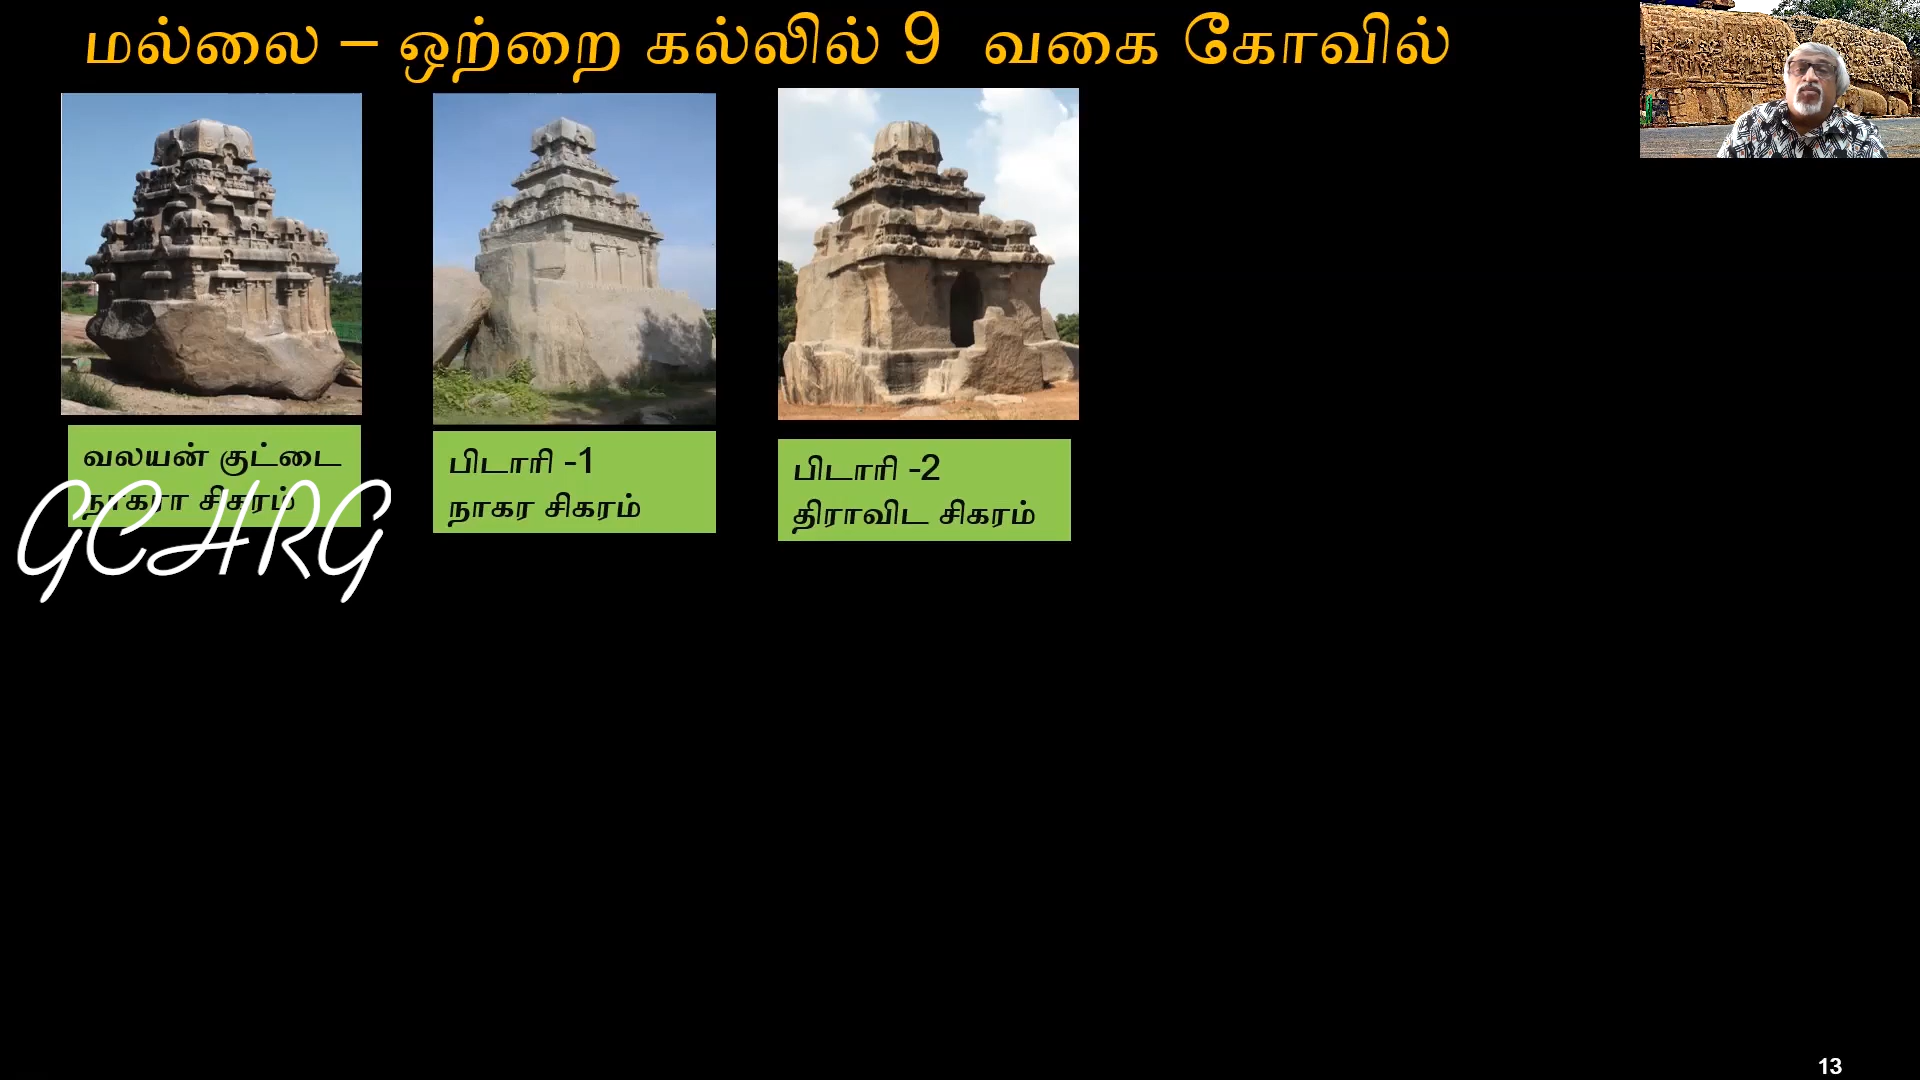 மல்லை – ஒற்றை கல்லில் 9 வகை கோவில்
வலயன் குட்டை
நாகரா சிகரம்
பிடாரி -1
நாகர சிகரம்
பிடாரி -2
திராவிட சிகரம்
GCHRG
13